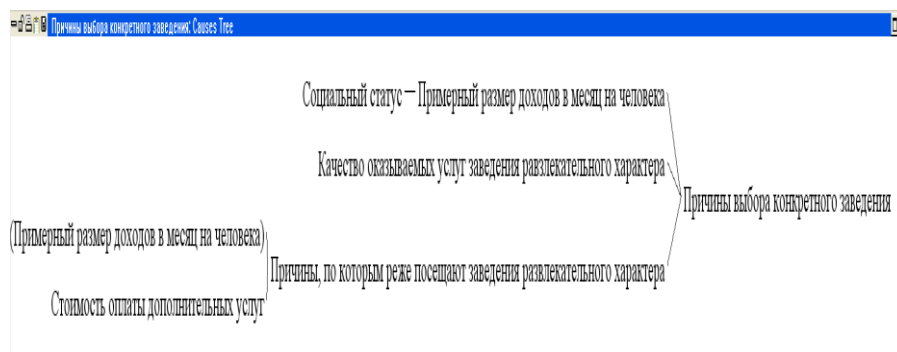 Причины выбора конкретного заведения: Causes Tree
Социальный статус — Примерный размер доходов в месяц на человека
Качество оказываемых услуг заведения равзлекательного характера
Причины выбора конкретного заведения
(Примерный размер доходов в месяц на человека)
Причины, по которым реже посещают заведения развлекательного характера
Стоимость оплаты дополнительных услуг